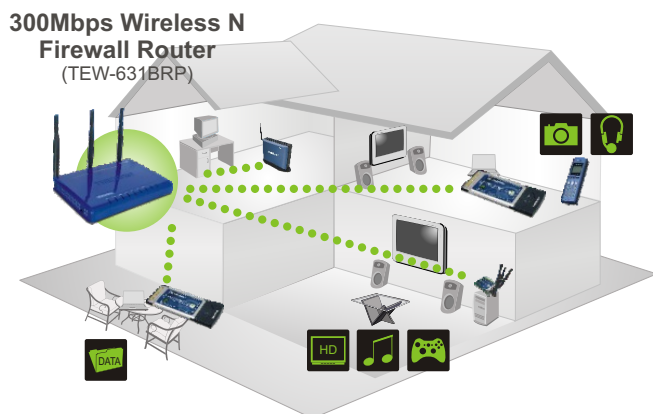 300Mbps Wireless N
Firewall Router
(TEW-631BRP)
DATA
HD